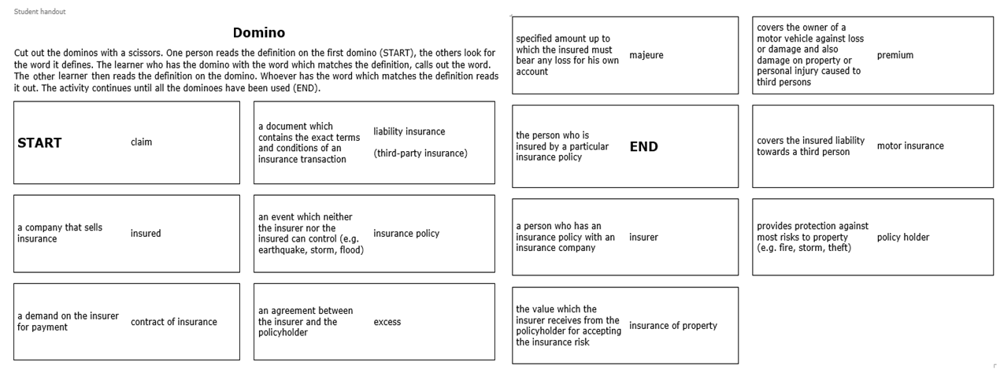 Student handout
Domino
Cut out the dominos with a scissors. One person reads the definition on the first domino (START), the others look for
the word it defines. The learner who has the domino with the word which matches the definition, calls out the word.
The other learner then reads the definition on the domino. Whoever has the word which matches the definition reads
it out. The activity continues until all the dominoes have been used (END).
START
claim
a document which
contains the exact terms
and conditions of an
insurance transaction
liability insurance
(third-party insurance)
a company that sells
insurance
insured
an event which neither
the insurer nor the
insured can control (e.g.
earthquake, storm, flood)
insurance policy
a demand on the insurer
for payment
contract of insurance
an agreement between
the insurer and the
policyholder
excess
specified amount up to
which the insured must
bear any loss for his own
account
majeure
covers the owner of a
motor vehicle against loss
or damage and also
damage on property or
personal injury caused to
third persons
premium
the person who is
insured by a particular
insurance policy
END
covers the insured liability
towards a third person
motor insurance
a person who has an
insurance policy with an
insurance company
insurer
provides protection against
most risks to property
(e.g. fire, storm, theft)
policy holder
the value which the
insurer receives from the
policyholder for accepting
the insurance risk
insurance of property